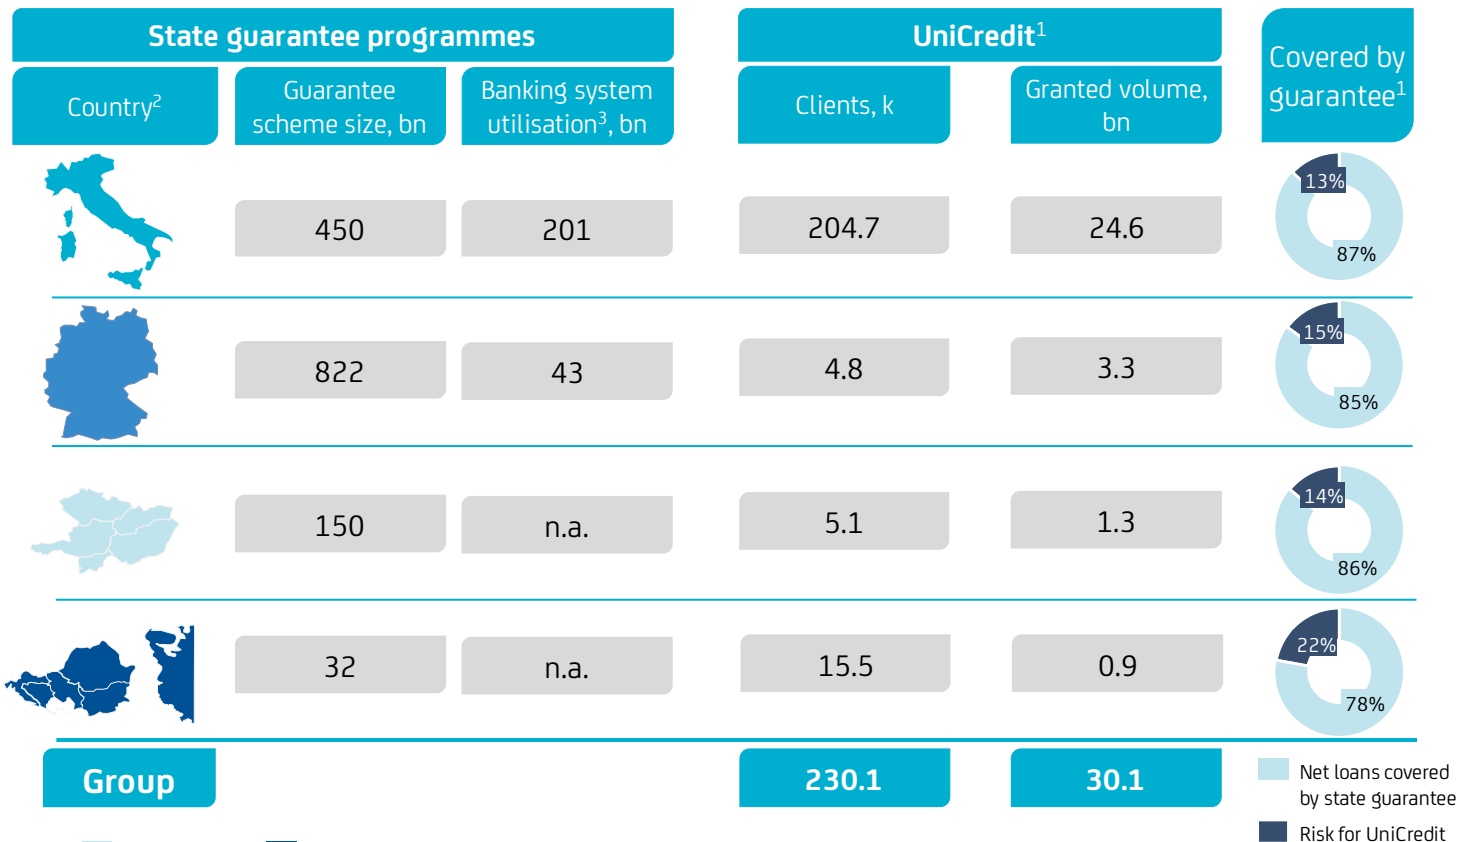 State guarantee programmes
UniCredit1
Covered by
guarantee1
Country2
Guarantee
scheme size, bn
Banking system
utilisation3, bn
Clients, k
Granted volume,
bn
450
201
204.7
24.6
13%
87%
822
43
4.8
3.3
15%
85%
150
n.a.
5.1
1.3
14%
86%
32
n.a.
15.5
0.9
22%
78%
Group
230.1
30.1
Net loans covered
by state guarantee
Risk for UniCredit